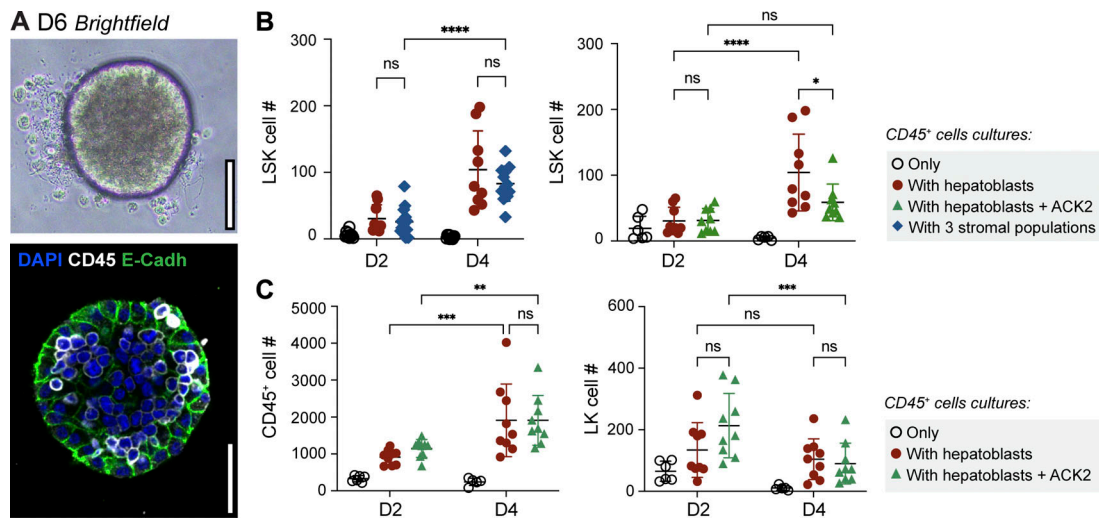 A D6 Brightfield
DAPI CD45 E-Cadh
B
300
200
100
0
LSK cell #
D2
D4
ns
ns
****
300
200
100
0
LSK cell #
D2
D4
ns
****
ns
*
CD45⁺ cells cultures:
Only
With hepatoblasts
With hepatoblasts + ACK2
With 3 stromal populations
C
5000
4000
3000
2000
1000
0
CD45⁺ cell #
D2
D4
**
***
ns
600
400
200
0
LK cell #
D2
D4
***
ns
ns
ns
CD45⁺ cells cultures:
Only
With hepatoblasts
With hepatoblasts + ACK2